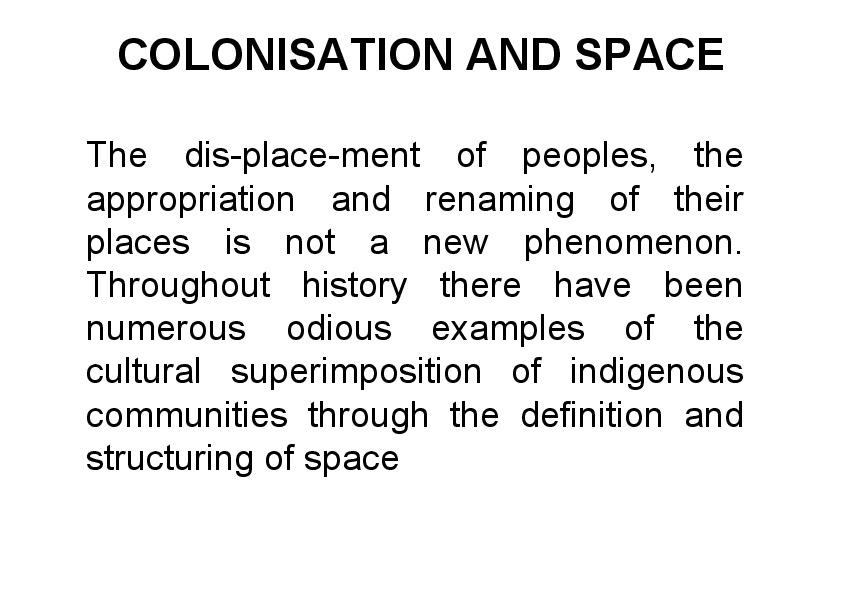 COLONISATION AND SPACE
The dis-place-ment of peoples, the
appropriation and renaming of their
places is not a new phenomenon.
Throughout history there have been
numerous odious examples of the
cultural superimposition of indigenous
communities through the definition and
structuring of space